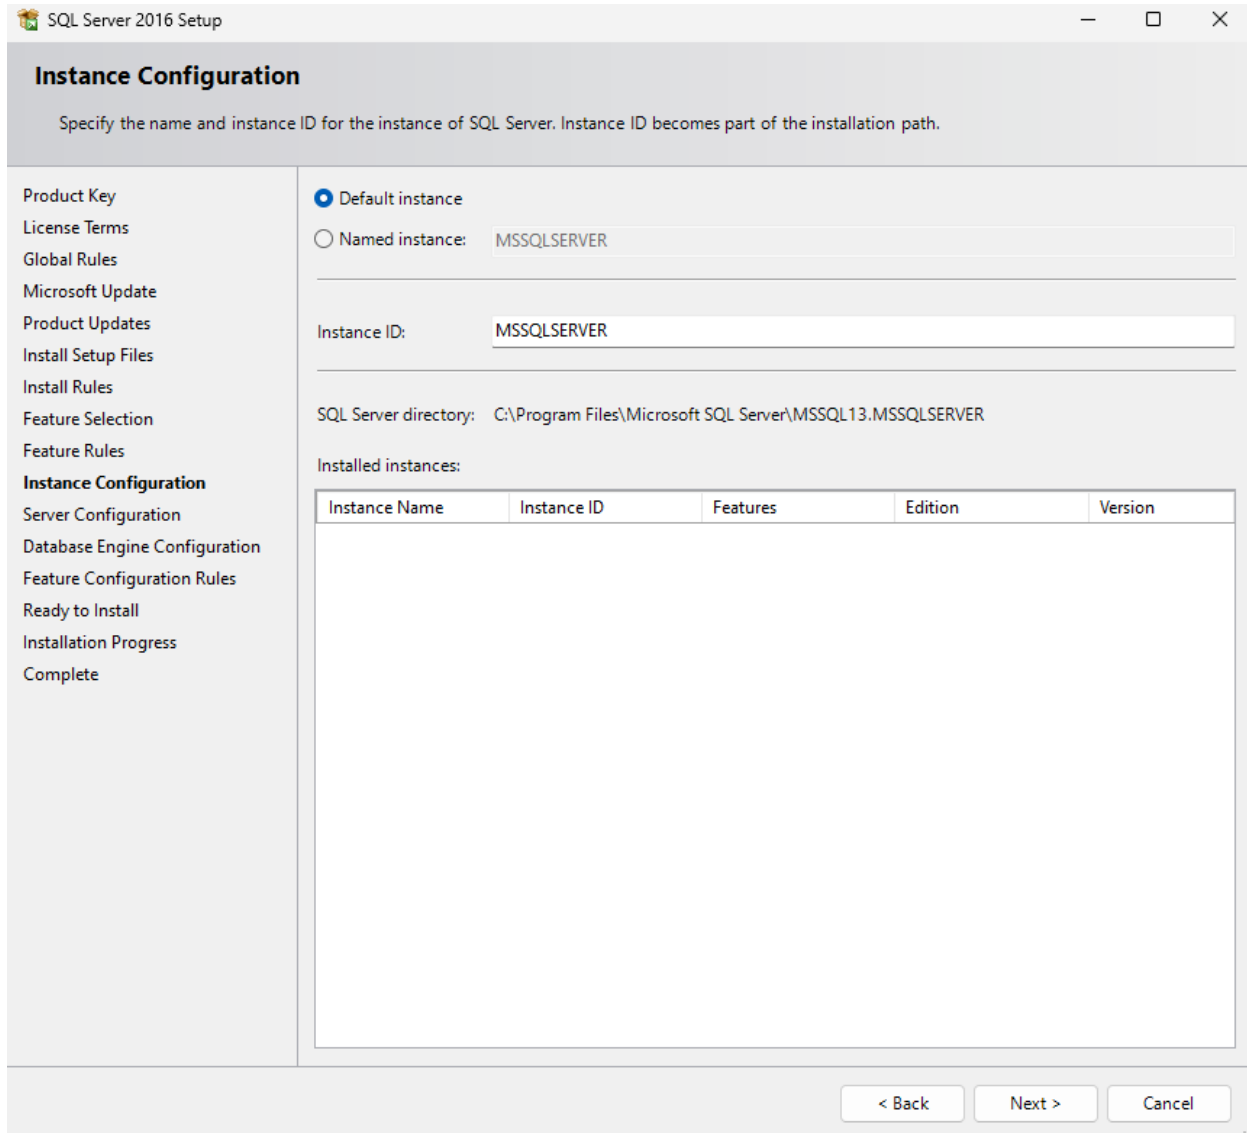 SQL Server 2016 Setup
Instance Configuration
Specify the name and instance ID for the instance of SQL Server. Instance ID becomes part of the installation path.
Product Key
License Terms
Global Rules
Microsoft Update
Product Updates
Install Setup Files
Install Rules
Feature Selection
Feature Rules
Instance Configuration
Server Configuration
Database Engine Configuration
Feature Configuration Rules
Ready to Install
Installation Progress
Complete
Default instance
Named instance: MSSQLSERVER
Instance ID: MSSQLSERVER
SQL Server directory: C:\Program Files\Microsoft SQL Server\MSSQL13.MSSQLSERVER
Installed instances:
Instance Name Instance ID Features Edition Version
< Back Next > Cancel